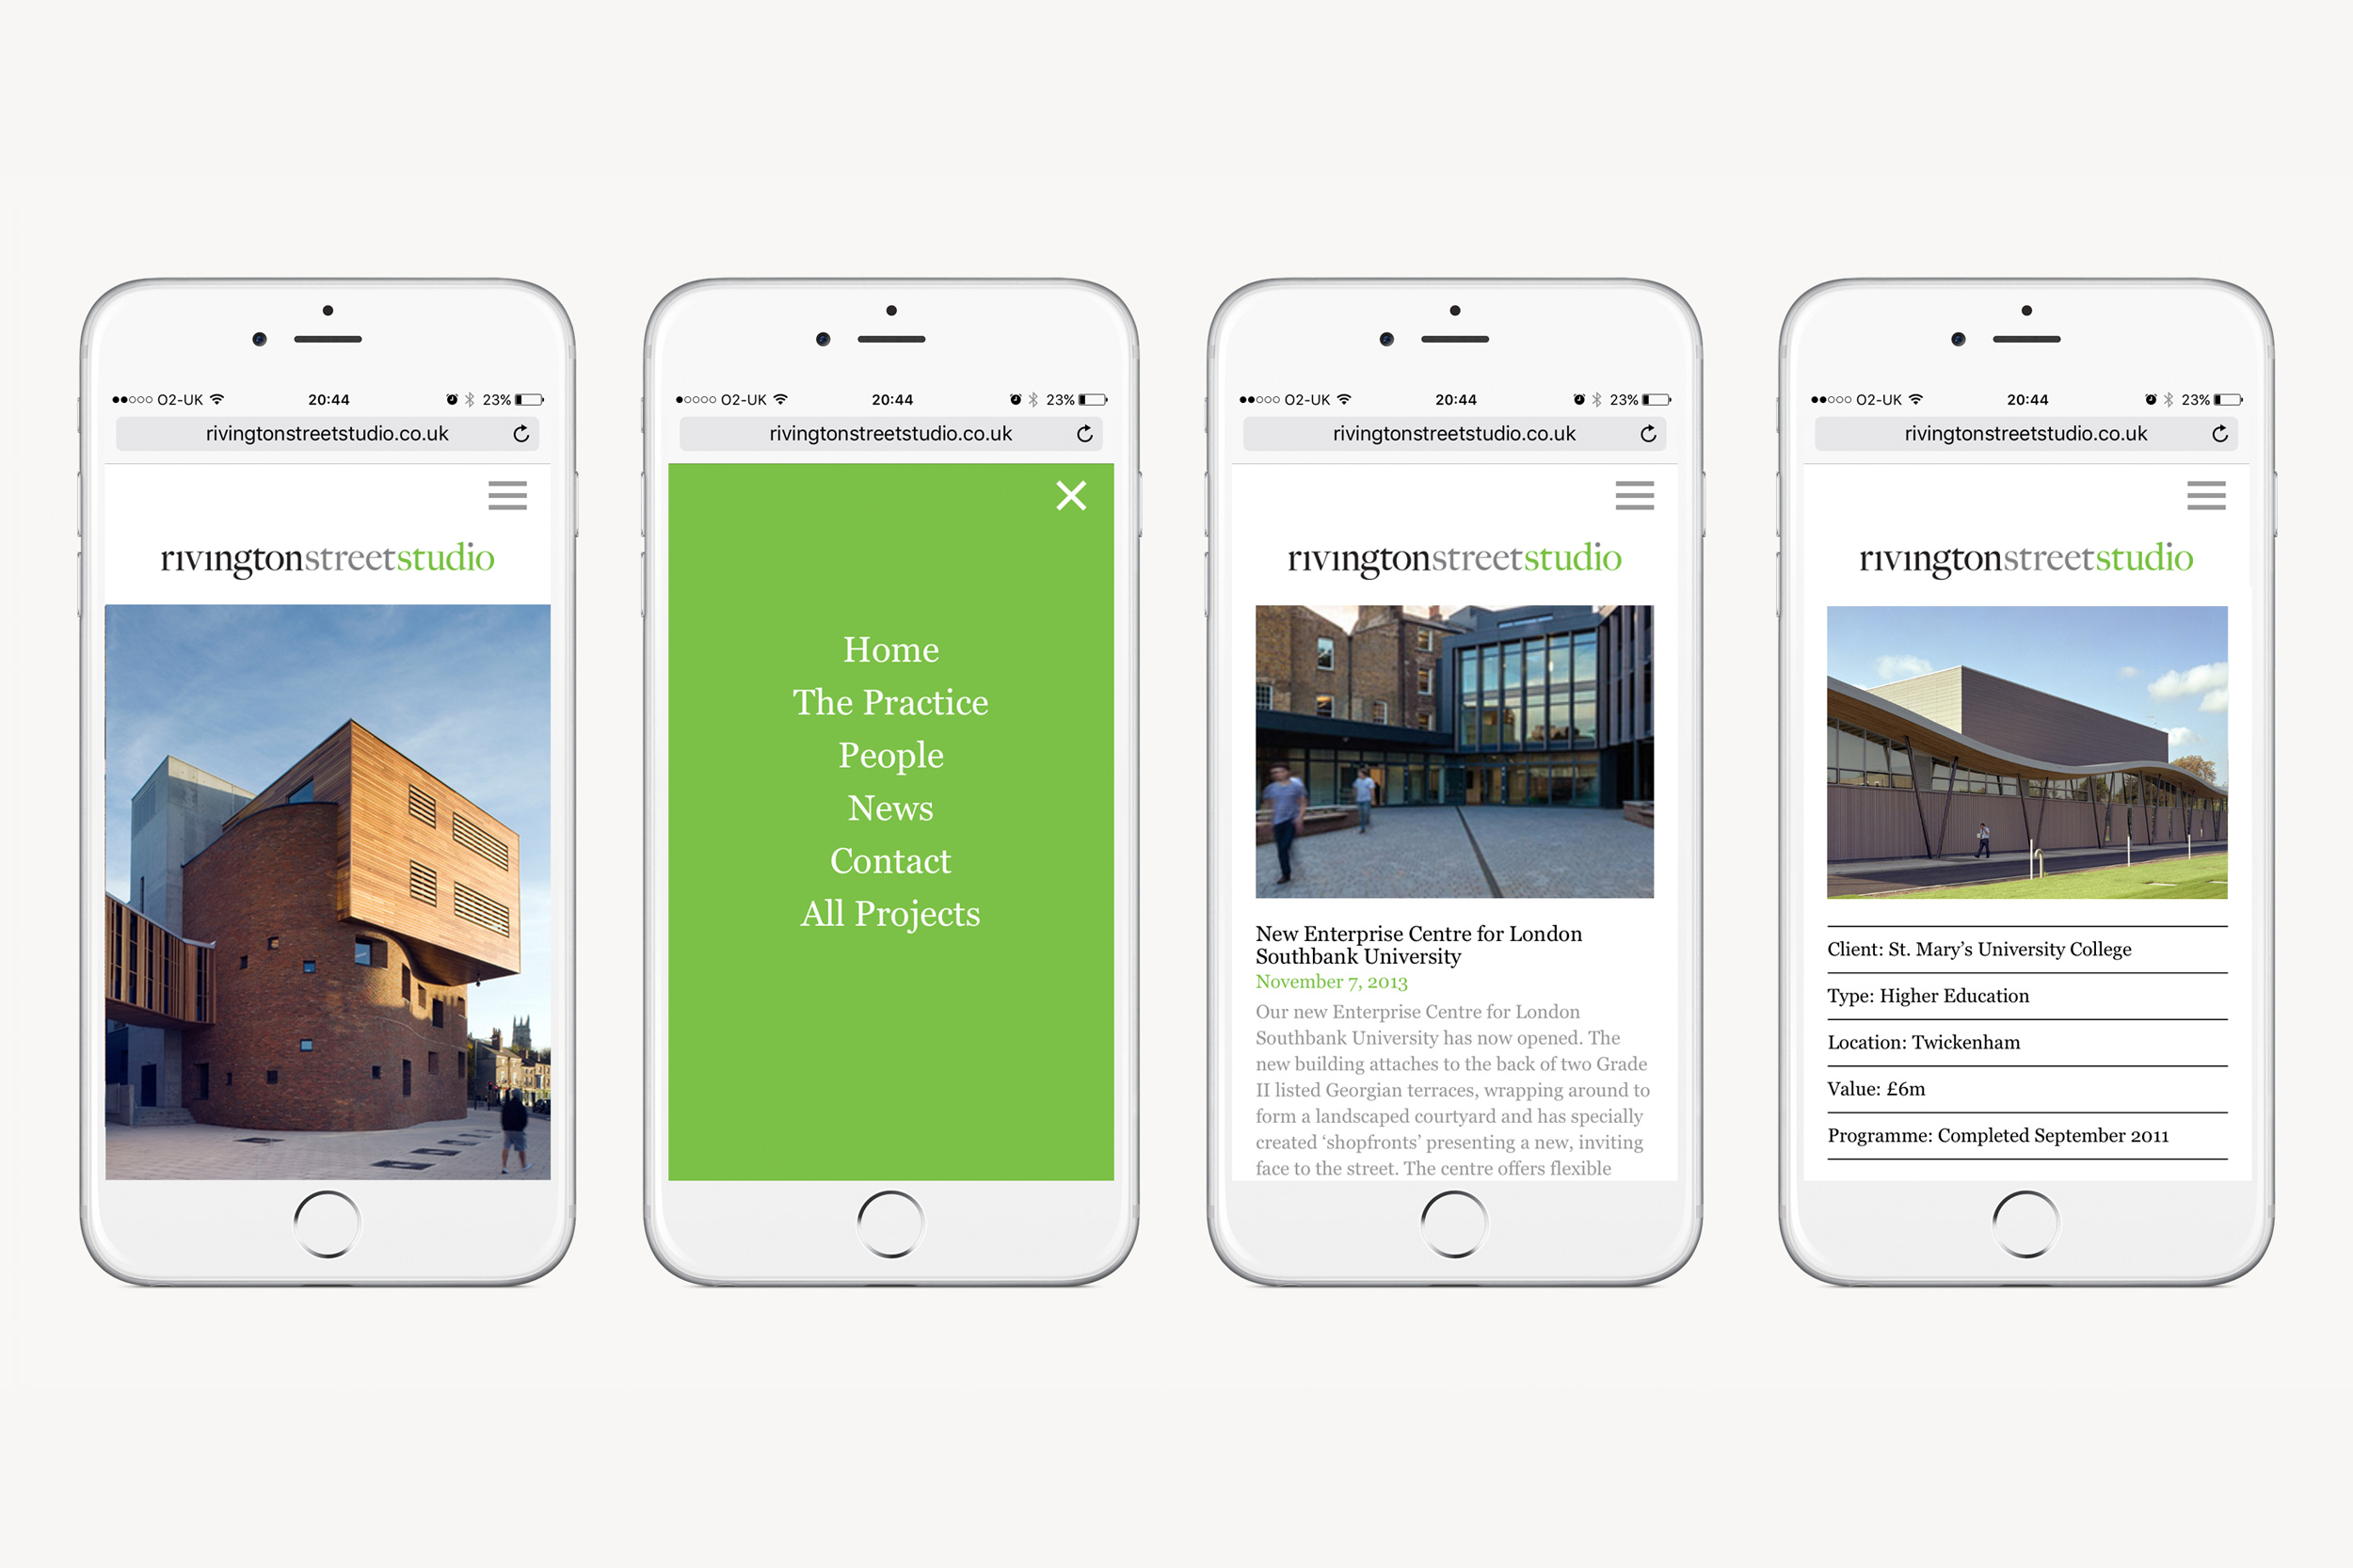 O2-UK 20:44 23%
rivingtonstreetstudio.co.uk
rivingtonstreetstudio
O2-UK 20:44 23%
rivingtonstreetstudio.co.uk
Home
The Practice
People
News
Contact
All Projects
O2-UK 20:44 23%
rivingtonstreetstudio.co.uk
rivingtonstreetstudio
New Enterprise Centre for London
Southbank University
November 7, 2013
Our new Enterprise Centre for London
Southbank University has now opened. The
new building attaches to the back of two Grade
II listed Georgian terraces, wrapping around to
form a landscaped courtyard and has specially
created ‘shopfronts’ presenting a new, inviting
face to the street. The centre offers flexible
O2-UK 20:44 23%
rivingtonstreetstudio.co.uk
rivingtonstreetstudio
Client: St. Mary’s University College
Type: Higher Education
Location: Twickenham
Value: £6m
Programme: Completed September 2011